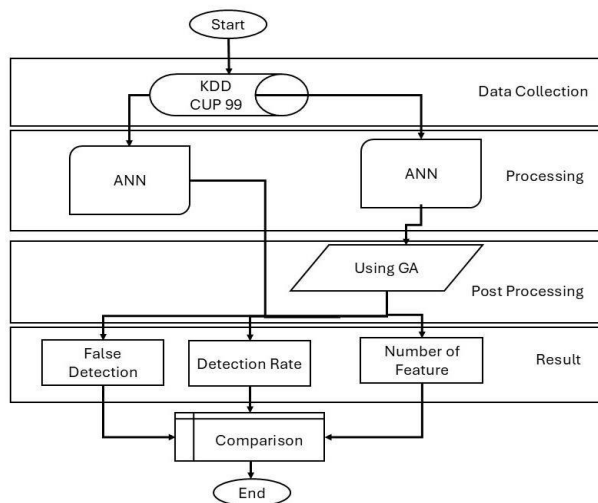 Start
KDD
CUP 99
Data Collection
ANN
ANN
Processing
Using GA
Post Processing
False
Detection
Detection Rate
Number of
Feature
Result
Comparison
End